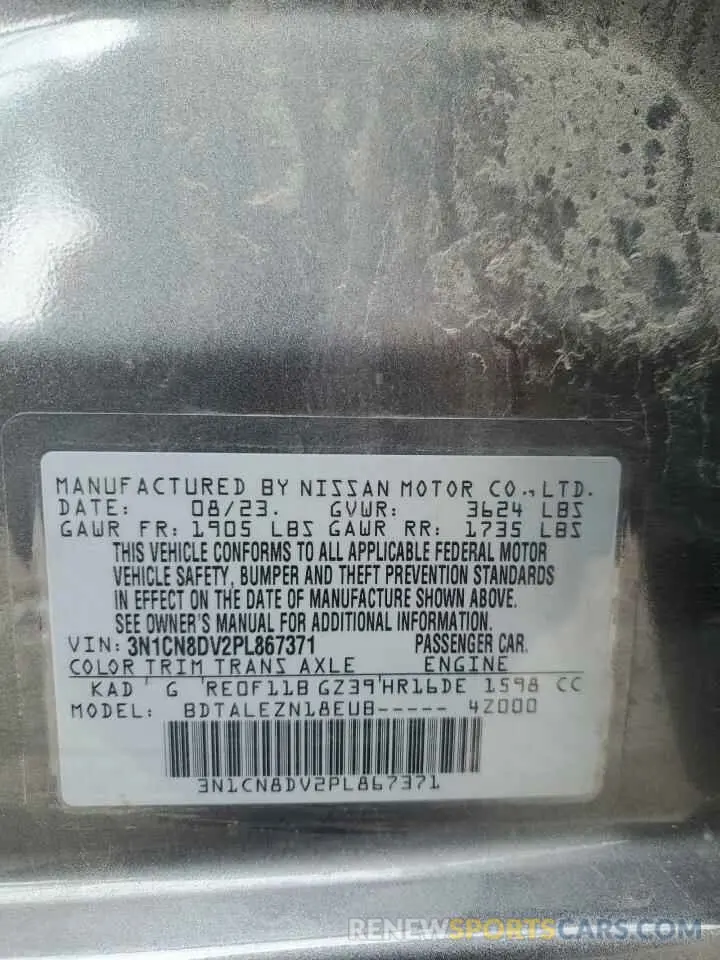 MANUFACTURED BY NISSAN MOTOR CO., LTD.
DATE: 08/23. GVWR: 3624 LBS
GAWR FR: 1905 LBS GAWR RR: 1735 LBS
THIS VEHICLE CONFORMS TO ALL APPLICABLE FEDERAL MOTOR
VEHICLE SAFETY, BUMPER AND THEFT PREVENTION STANDARDS
IN EFFECT ON THE DATE OF MANUFACTURE SHOWN ABOVE.
SEE OWNER'S MANUAL FOR ADDITIONAL INFORMATION.
VIN: 3N1CN8DV2PL867371 PASSENGER CAR.
COLOR TRIM TRANS AXLE ENGINE
KAD G RE0F11B GZ39 HR16DE 1598 CC
MODEL: BDTALEZN18EUB----- 4Z000
3N1CN8DV2PL867371
RENEWSPORTSCARS.COM